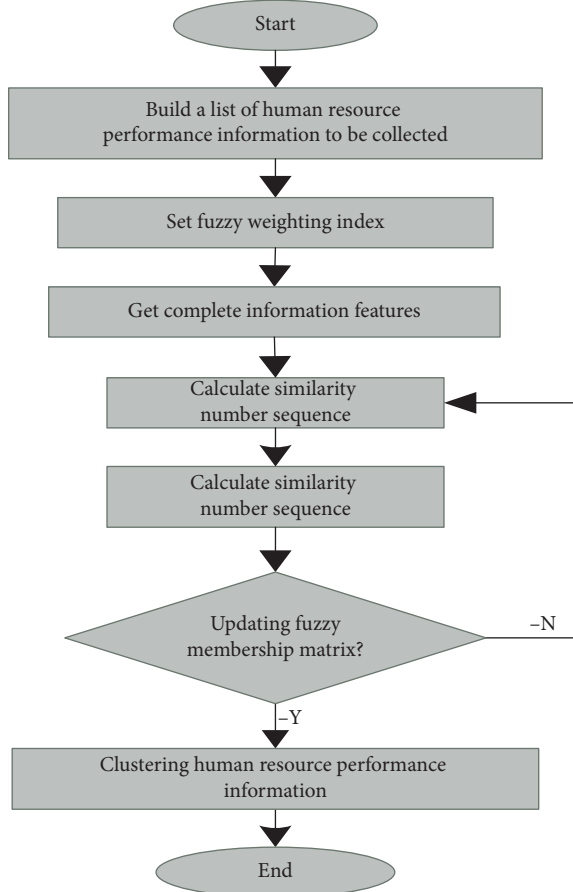 Start
Build a list of human resource
performance information to be collected
Set fuzzy weighting index
Get complete information features
Calculate similarity
number sequence
Calculate similarity
number sequence
Updating fuzzy
membership matrix?
–N
–Y
Clustering human resource performance
information
End